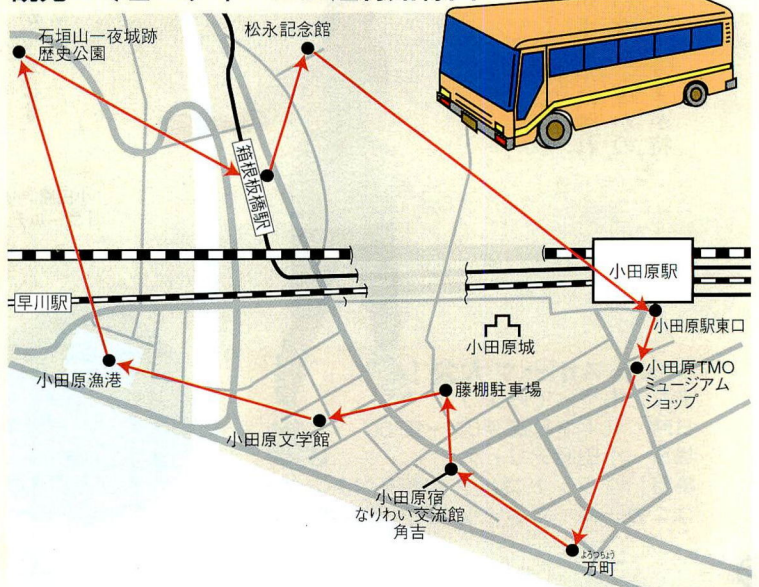 石垣山一夜城跡
歴史公園
松永記念館
箱根板橋駅
小田原駅
早川駅
小田原駅東口
小田原城
小田原TMO
ミュージアム
ショップ
小田原漁港
藤棚駐車場
小田原文学館
小田原宿
なりわい交流館
角吉
よろっちょう
万町